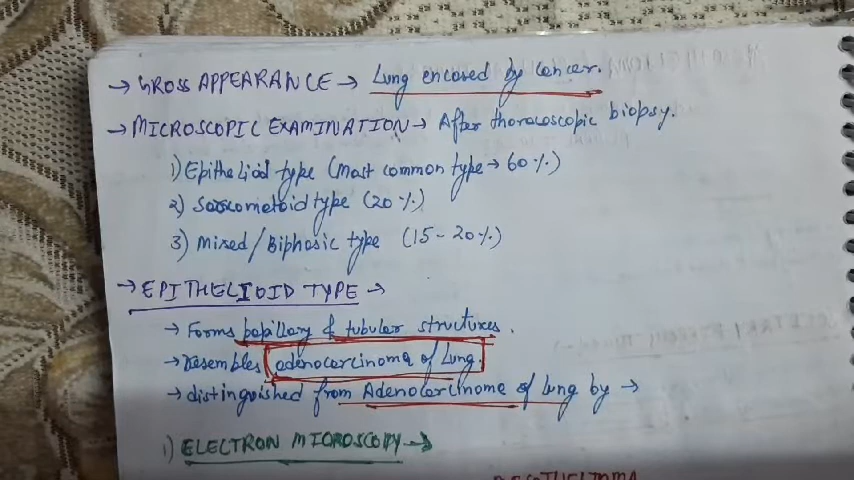 → GROSS APPEARANCE → Lung encased by cancer.
→ MICROSCOPIC EXAMINATION → After thoracoscopic biopsy.
1) Epithelioid type (Most common type → 60%)
2) Sarcomatoid type (20%)
3) Mixed/Biphasic type (15-20%)
→ EPITHELIOID TYPE →
→ Forms papillary & tubular structures.
→ resembles adenocarcinoma of Lung.
→ distinguished from Adenocarcinoma of lung by →
1) ELECTRON MICROSCOPY →